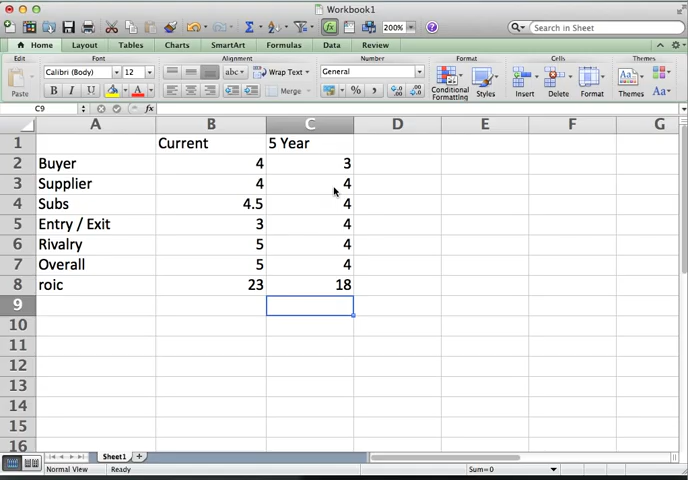 Workbook1
200%
Search in Sheet
Home Layout Tables Charts SmartArt Formulas Data Review
Edit Font Alignment Number Format Cells Themes
Calibri (Body) 12 abc Wrap Text General
Paste B I U A Merge % , Conditional Formatting Styles Insert Delete Format Themes Aa
C9 fx
A B C D E F G
1 Current 5 Year
2 Buyer 4 3
3 Supplier 4 4
4 Subs 4.5 4
5 Entry / Exit 3 4
6 Rivalry 5 4
7 Overall 5 4
8 roic 23 18
9
10
11
12
13
14
15
16
Sheet1
Normal View Ready Sum=0